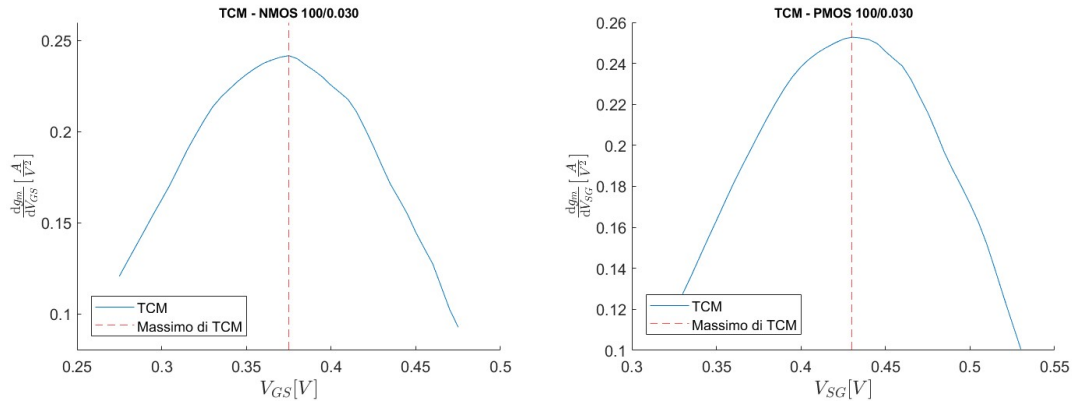 TCM - NMOS 100/0.030
0.25
0.2
0.15
0.1
0.25 0.3 0.35 0.4 0.45 0.5
dg_m/dV_GS [A/V²]
V_GS[V]
TCM
Massimo di TCM
TCM - PMOS 100/0.030
0.26
0.24
0.22
0.2
0.18
0.16
0.14
0.12
0.1
0.3 0.35 0.4 0.45 0.5 0.55
dg_m/dV_SG [A/V²]
V_SG[V]
TCM
Massimo di TCM